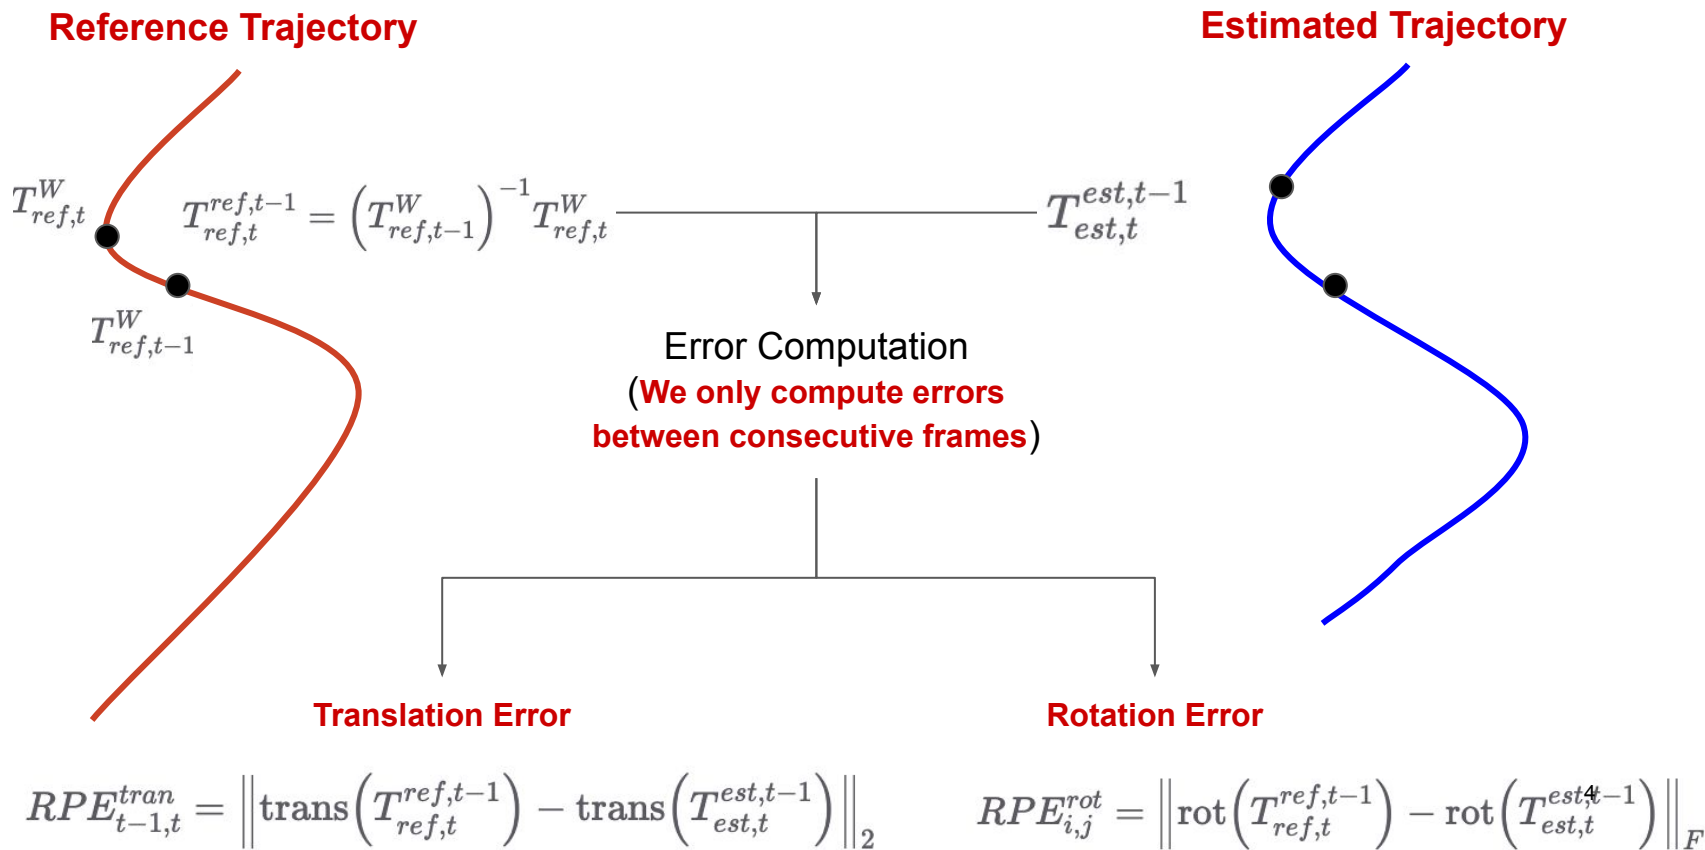 Reference Trajectory
Estimated Trajectory
T^W_{ref,t}
T^{ref,t-1}_{ref,t} = (T^W_{ref,t-1})^{-1} T^W_{ref,t}
T^{est,t-1}_{est,t}
T^W_{ref,t-1}
Error Computation
(We only compute errors
between consecutive frames)
Translation Error
Rotation Error
RPE^{tran}_{t-1,t} = ||trans(T^{ref,t-1}_{ref,t}) − trans(T^{est,t-1}_{est,t})||_2
RPE^{rot}_{i,j} = ||rot(T^{ref,t-1}_{ref,t}) − rot(T^{est,t-1}_{est,t})||_F
4